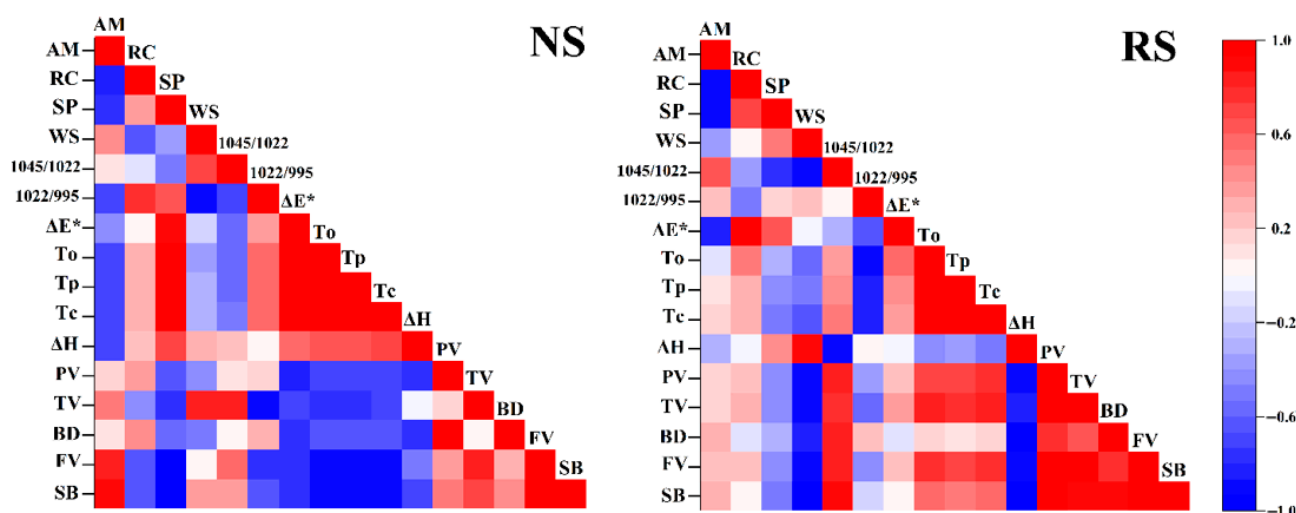 NS
AM
AM
RC
RC
SP
SP
WS
WS
1045/1022
1045/1022
1022/995
1022/995
ΔE*
ΔE*
To
To
Tp
Tp
Tc
Tc
ΔH
ΔH
PV
PV
TV
TV
BD
BD
FV
FV
SB
SB
RS
AM
AM
RC
RC
SP
SP
WS
WS
1045/1022
1045/1022
1022/995
1022/995
ΔE*
ΔE*
To
To
Tp
Tp
Tc
Tc
ΔH
ΔH
PV
PV
TV
TV
BD
BD
FV
FV
SB
SB
1.0
0.6
0.2
−0.2
−0.6
−1.0